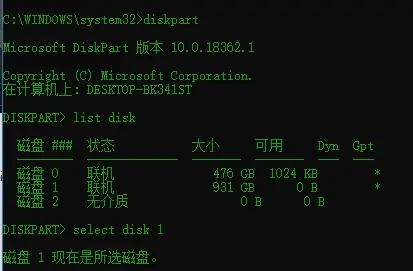 C:\WINDOWS\system32>diskpart
Microsoft DiskPart 版本 10.0.18362.1
Copyright (C) Microsoft Corporation.
在计算机上: DESKTOP-BK341ST
DISKPART> list disk
磁盘 ### 状态 大小 可用 Dyn Gpt
磁盘 0 联机 476 GB 1024 KB *
磁盘 1 联机 931 GB 0 B *
磁盘 2 无介质 0 B 0 B
DISKPART> select disk 1
磁盘 1 现在是所选磁盘。